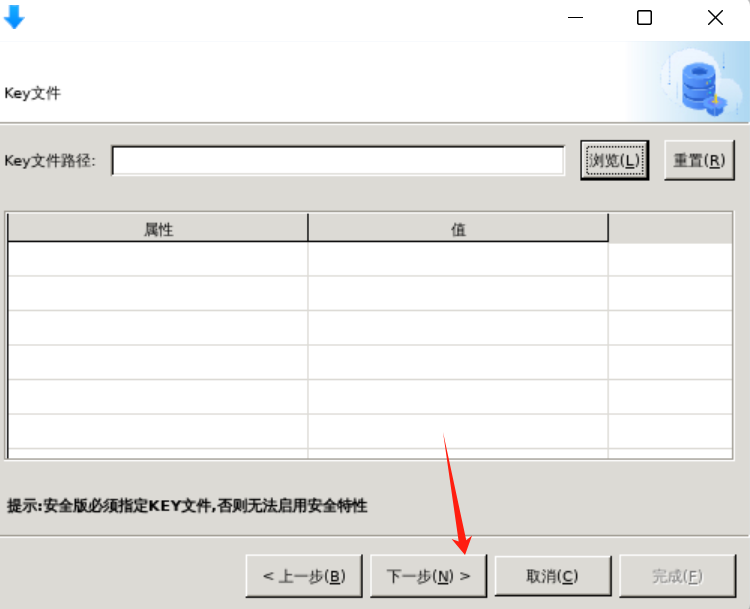 Key文件
Key文件路径: 浏览(L) 重置(R)
属性 值
提示:安全版必须指定KEY文件,否则无法启用安全特性
< 上一步(B) 下一步(N) > 取消(C) 完成(F)